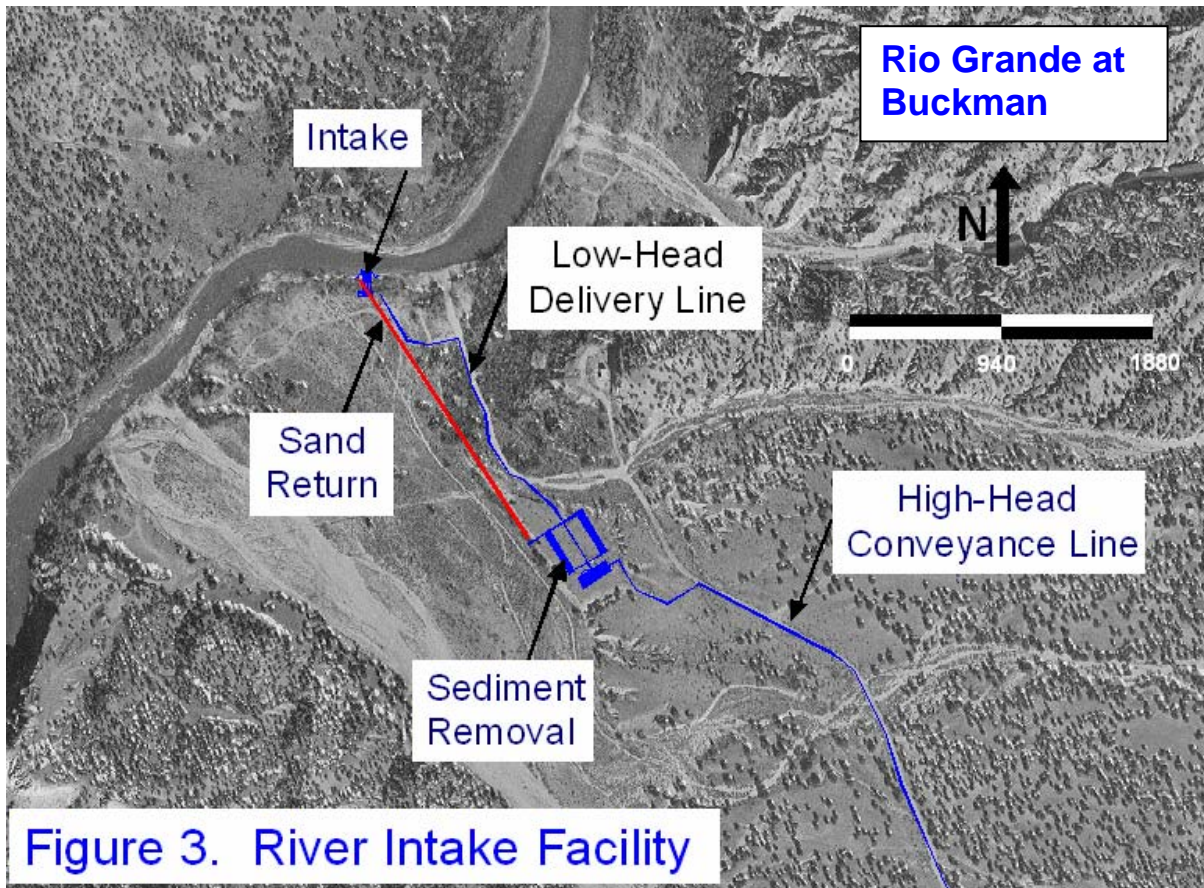 Rio Grande at
Buckman
Intake
N
Low-Head
Delivery Line
0 940 1880
Sand
Return
High-Head
Conveyance Line
Sediment
Removal
Figure 3. River Intake Facility